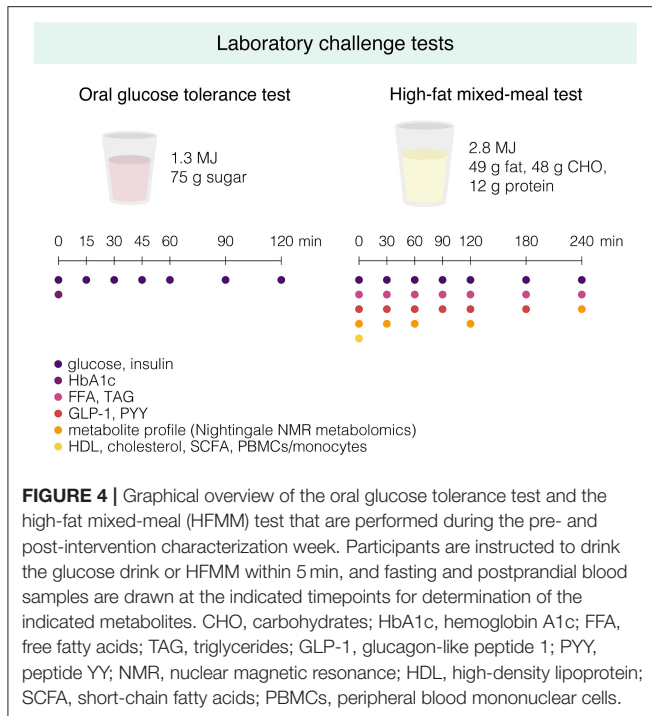 Laboratory challenge tests
Oral glucose tolerance test
1.3 MJ
75 g sugar
0 15 30 45 60 90 120 min
High-fat mixed-meal test
2.8 MJ
49 g fat, 48 g CHO,
12 g protein
0 30 60 90 120 180 240 min
glucose, insulin
HbA1c
FFA, TAG
GLP-1, PYY
metabolite profile (Nightingale NMR metabolomics)
HDL, cholesterol, SCFA, PBMCs/monocytes
FIGURE 4 | Graphical overview of the oral glucose tolerance test and the
high-fat mixed-meal (HFMM) test that are performed during the pre- and
post-intervention characterization week. Participants are instructed to drink
the glucose drink or HFMM within 5 min, and fasting and postprandial blood
samples are drawn at the indicated timepoints for determination of the
indicated metabolites. CHO, carbohydrates; HbA1c, hemoglobin A1c; FFA,
free fatty acids; TAG, triglycerides; GLP-1, glucagon-like peptide 1; PYY,
peptide YY; NMR, nuclear magnetic resonance; HDL, high-density lipoprotein;
SCFA, short-chain fatty acids; PBMCs, peripheral blood mononuclear cells.